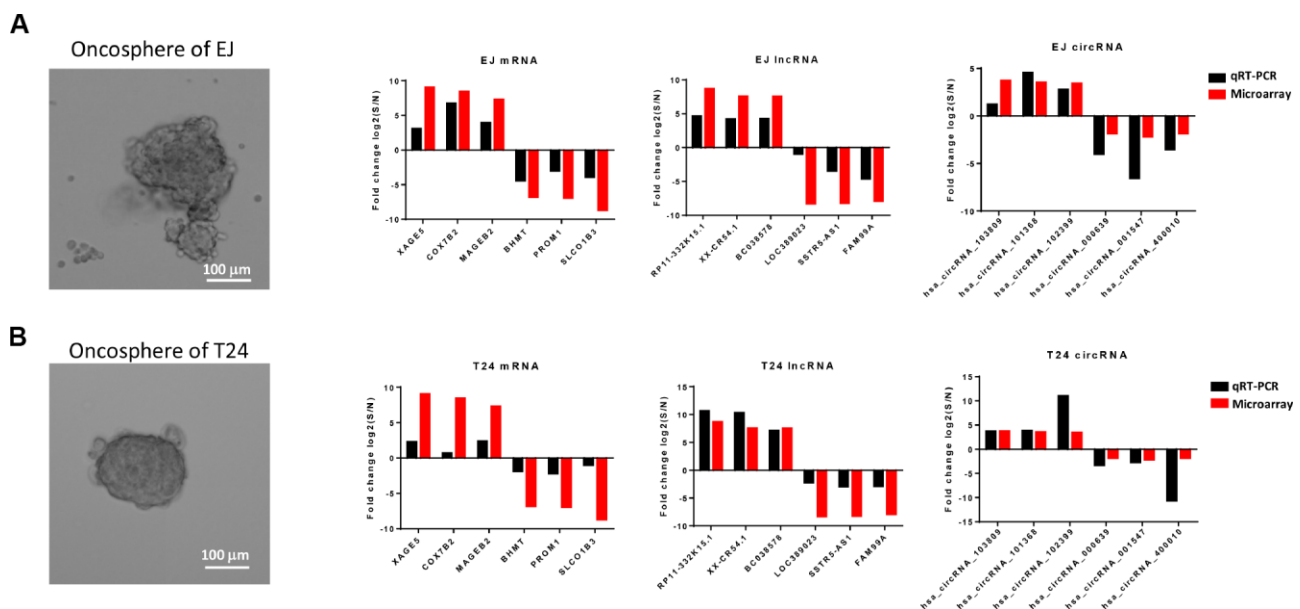 A
Oncosphere of EJ
100 μm
EJ mRNA
Fold change log2(S/N)
10
5
0
-5
-10
XAGE5
COX7B2
MAGEB2
BHMT
PROM1
SLCO1B3
EJ lncRNA
Fold change log2(S/N)
10
5
0
-5
-10
RP11-332K15.1
XX-CR54.1
BC038578
LOC389023
SSTR5-AS1
FAM99A
EJ circRNA
Fold change log2(S/N)
5
0
-5
-10
hsa_circRNA_103809
hsa_circRNA_101368
hsa_circRNA_102399
hsa_circRNA_000639
hsa_circRNA_001547
hsa_circRNA_400010
qRT-PCR
Microarray
B
Oncosphere of T24
100 μm
T24 mRNA
Fold change log2(S/N)
10
5
0
-5
-10
XAGE5
COX7B2
MAGEB2
BHMT
PROM1
SLCO1B3
T24 lncRNA
Fold change log2(S/N)
15
10
5
0
-5
-10
RP11-332K15.1
XX-CR54.1
BC038578
LOC389023
SSTR5-AS1
FAM99A
T24 circRNA
Fold change log2(S/N)
15
10
5
0
-5
-10
-15
hsa_circRNA_103809
hsa_circRNA_101368
hsa_circRNA_102399
hsa_circRNA_000639
hsa_circRNA_001547
hsa_circRNA_400010
qRT-PCR
Microarray